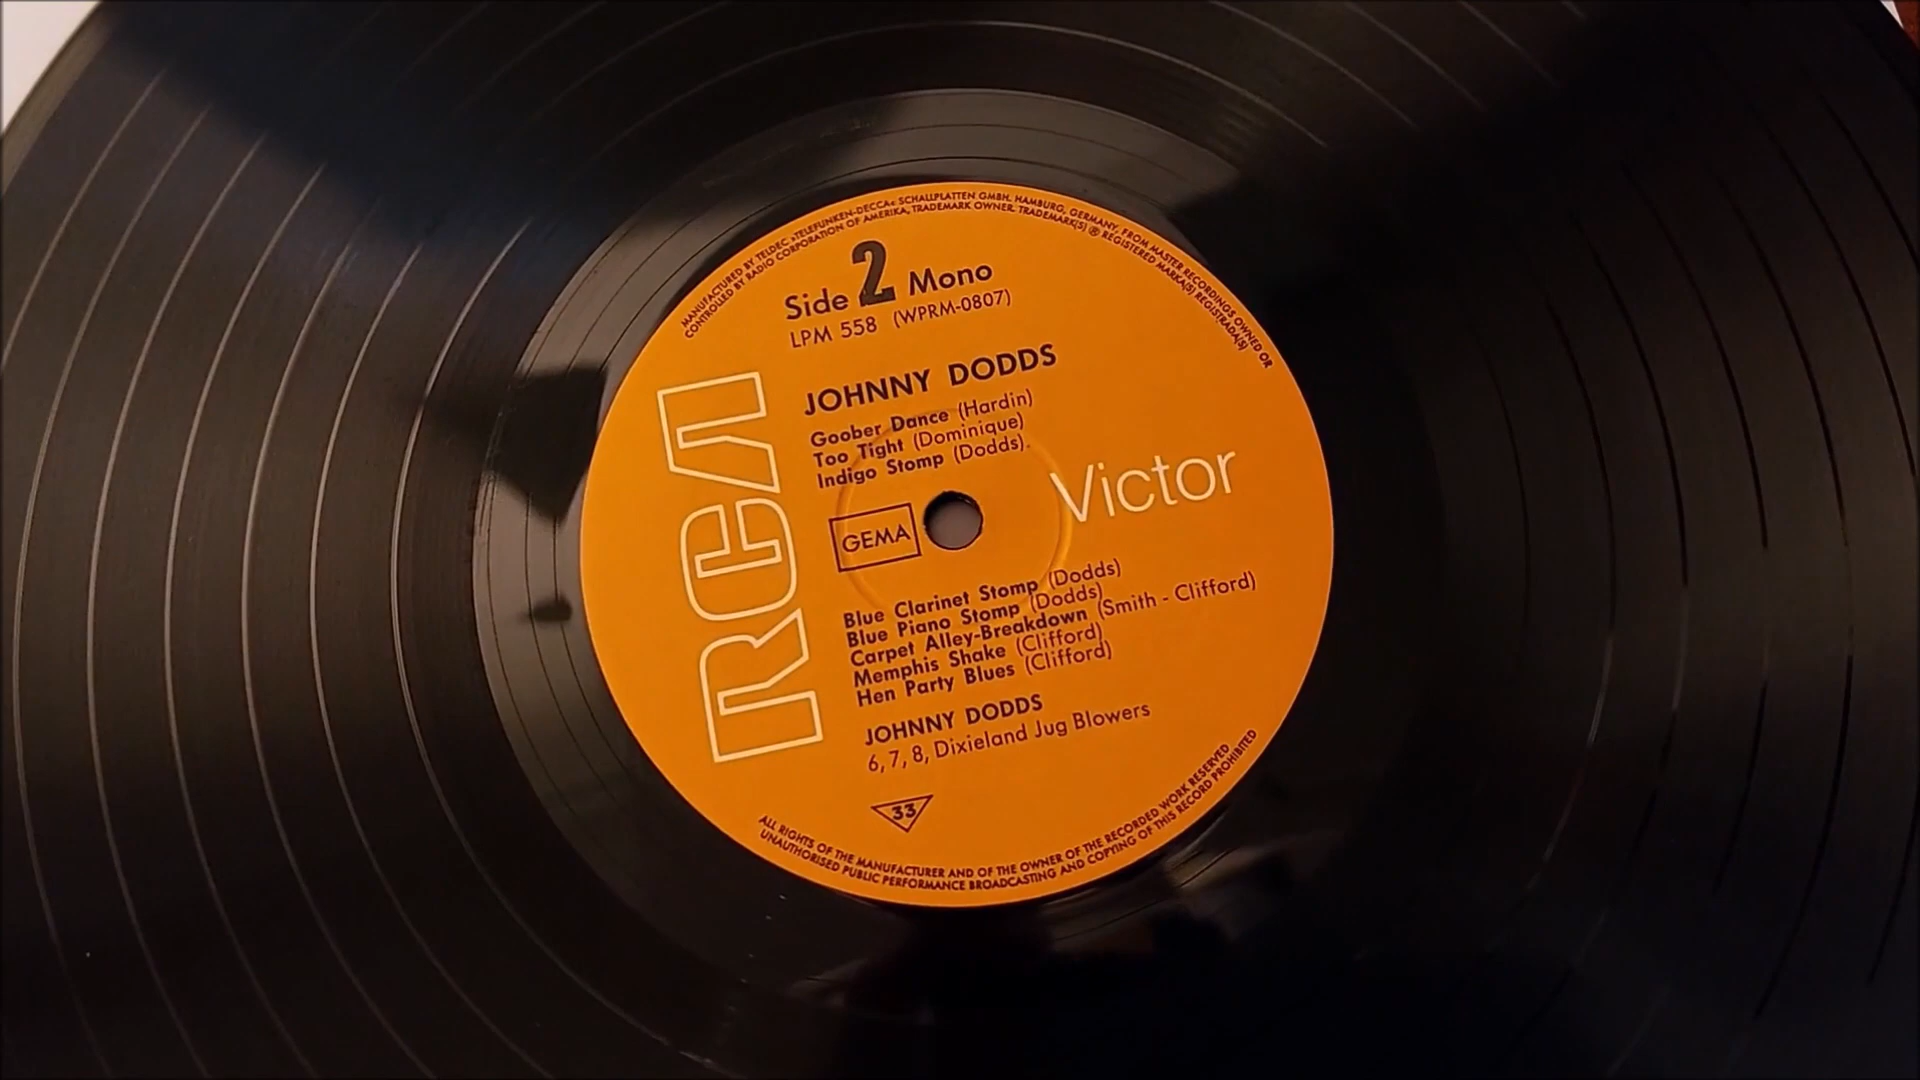 MANUFACTURED BY TELDEC »TELEFUNKEN-DECCA« SCHALLPLATTEN GMBH. HAMBURG, GERMANY, FROM MASTER RECORDINGS OWNED OR
CONTROLLED BY RADIO CORPORATION OF AMERIKA, TRADEMARK OWNER. TRADEMARK(S) ® REGISTERED MARKA(S) REGISTRADA(S)
Side 2 Mono
LPM 558 (WPRM-0807)
JOHNNY DODDS
Goober Dance (Hardin)
Too Tight (Dominique)
Indigo Stomp (Dodds)
RCA
Victor
GEMA
Blue Clarinet Stomp (Dodds)
Blue Piano Stomp (Dodds)
Carpet Alley-Breakdown (Smith - Clifford)
Memphis Shake (Clifford)
Hen Party Blues (Clifford)
JOHNNY DODDS
6, 7, 8, Dixieland Jug Blowers
33
ALL RIGHTS OF THE MANUFACTURER AND OF THE OWNER OF THE RECORDED WORK RESERVED
UNAUTHORISED PUBLIC PERFORMANCE BROADCASTING AND COPYING OF THIS RECORD PROHIBITED